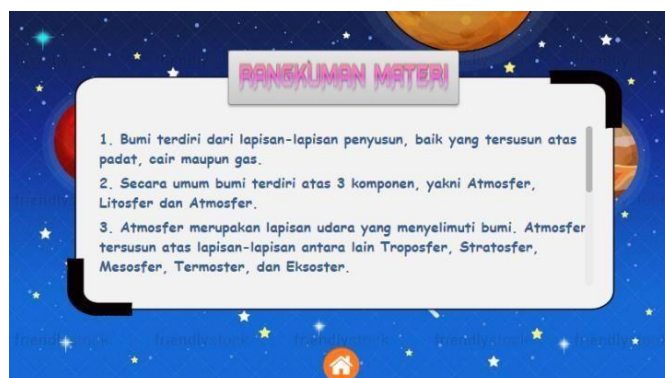 RANGKUMAN MATERI
1. Bumi terdiri dari lapisan-lapisan penyusun, baik yang tersusun atas
padat, cair maupun gas.
2. Secara umum bumi terdiri atas 3 komponen, yakni Atmosfer,
Litosfer dan Atmosfer.
3. Atmosfer merupakan lapisan udara yang menyelimuti bumi. Atmosfer
tersusun atas lapisan-lapisan antara lain Troposfer, Stratosfer,
Mesosfer, Termoster, dan Eksoster.